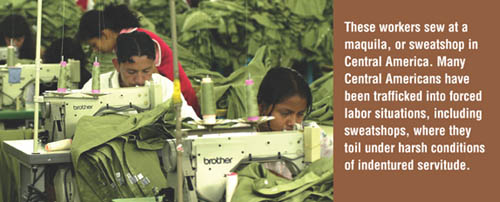 These workers sew at a
maquila, or sweatshop in
Central America. Many
Central Americans have
been trafficked into forced
labor situations, including
sweatshops, where they
toil under harsh conditions
of indentured servitude.
brother
brother